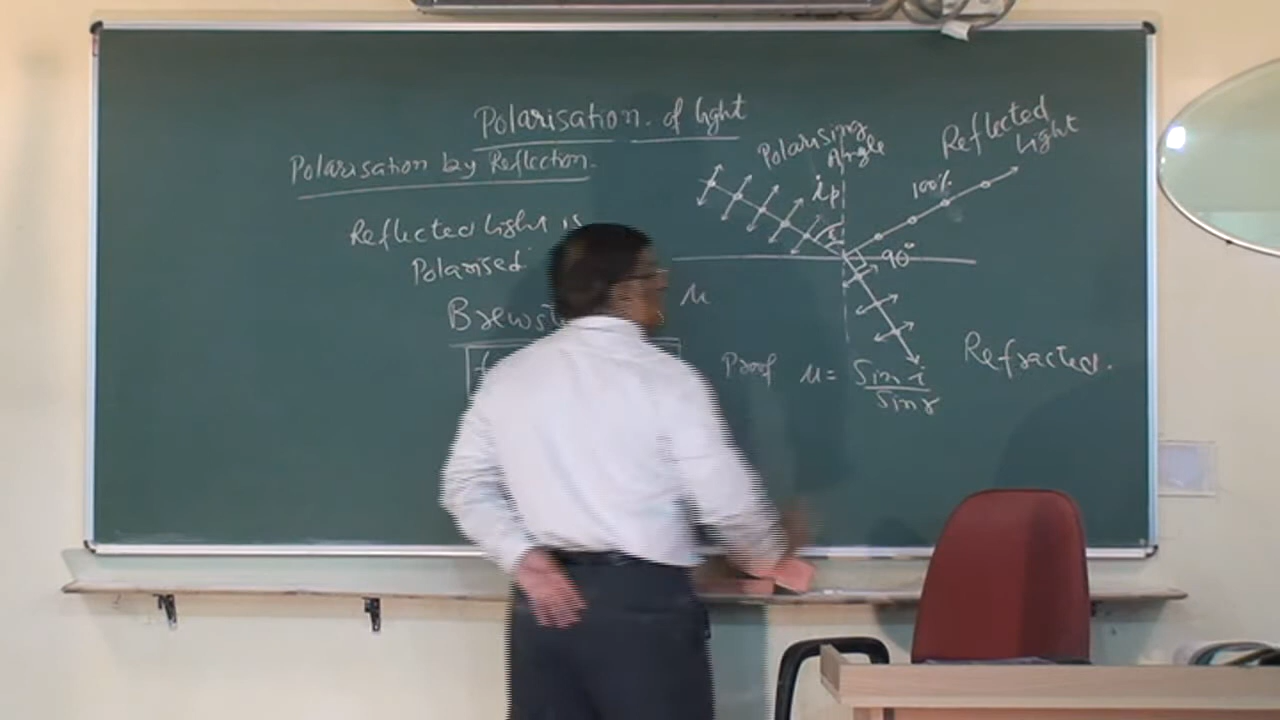 Polarisation of light
Polarisation by Reflection.
Reflected light is
Polarised
Polarising
Angle
ip
100%
Reflected
light
90°
μ
Refracted.
Proof μ = Sin i
Sin r